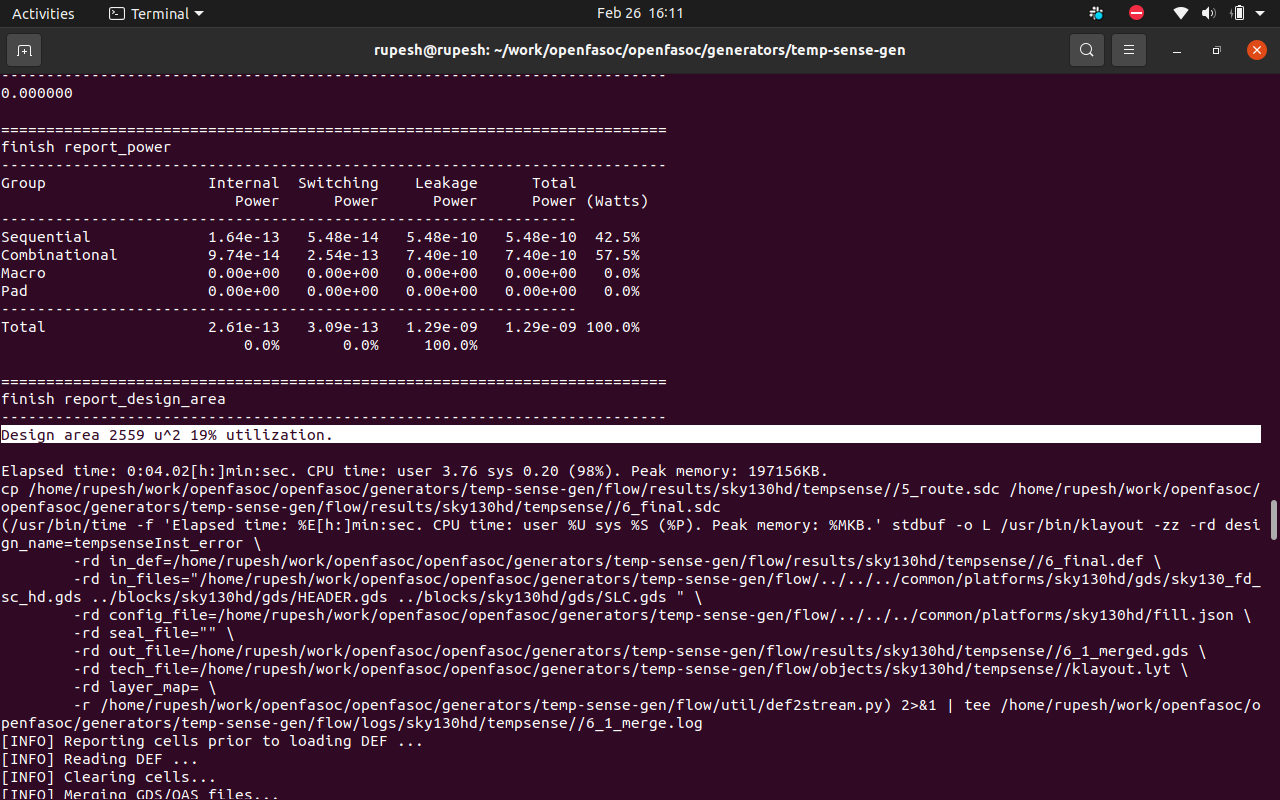 Activities Terminal Feb 26 16:11
rupesh@rupesh: ~/work/openfasoc/openfasoc/generators/temp-sense-gen
--------------------------------------------------------------------------
0.000000
==========================================================================
finish report_power
--------------------------------------------------------------------------
Group                  Internal  Switching    Leakage      Total
                          Power      Power      Power      Power (Watts)
----------------------------------------------------------------
Sequential             1.64e-13   5.48e-14   5.48e-10   5.48e-10  42.5%
Combinational          9.74e-14   2.54e-13   7.40e-10   7.40e-10  57.5%
Macro                  0.00e+00   0.00e+00   0.00e+00   0.00e+00   0.0%
Pad                    0.00e+00   0.00e+00   0.00e+00   0.00e+00   0.0%
----------------------------------------------------------------
Total                  2.61e-13   3.09e-13   1.29e-09   1.29e-09 100.0%
                           0.0%       0.0%     100.0%
==========================================================================
finish report_design_area
--------------------------------------------------------------------------
Design area 2559 u^2 19% utilization.
Elapsed time: 0:04.02[h:]min:sec. CPU time: user 3.76 sys 0.20 (98%). Peak memory: 197156KB.
cp /home/rupesh/work/openfasoc/openfasoc/generators/temp-sense-gen/flow/results/sky130hd/tempsense//5_route.sdc /home/rupesh/work/openfasoc/
openfasoc/generators/temp-sense-gen/flow/results/sky130hd/tempsense//6_final.sdc
(/usr/bin/time -f 'Elapsed time: %E[h:]min:sec. CPU time: user %U sys %S (%P). Peak memory: %MKB.' stdbuf -o L /usr/bin/klayout -zz -rd desi
gn_name=tempsenseInst_error \
        -rd in_def=/home/rupesh/work/openfasoc/openfasoc/generators/temp-sense-gen/flow/results/sky130hd/tempsense//6_final.def \
        -rd in_files="/home/rupesh/work/openfasoc/openfasoc/generators/temp-sense-gen/flow/../../../common/platforms/sky130hd/gds/sky130_fd_
sc_hd.gds ../blocks/sky130hd/gds/HEADER.gds ../blocks/sky130hd/gds/SLC.gds " \
        -rd config_file=/home/rupesh/work/openfasoc/openfasoc/generators/temp-sense-gen/flow/../../../common/platforms/sky130hd/fill.json \
        -rd seal_file="" \
        -rd out_file=/home/rupesh/work/openfasoc/openfasoc/generators/temp-sense-gen/flow/results/sky130hd/tempsense//6_1_merged.gds \
        -rd tech_file=/home/rupesh/work/openfasoc/openfasoc/generators/temp-sense-gen/flow/objects/sky130hd/tempsense//klayout.lyt \
        -rd layer_map= \
        -r /home/rupesh/work/openfasoc/openfasoc/generators/temp-sense-gen/flow/util/def2stream.py) 2>&1 | tee /home/rupesh/work/openfasoc/o
penfasoc/generators/temp-sense-gen/flow/logs/sky130hd/tempsense//6_1_merge.log
[INFO] Reporting cells prior to loading DEF ...
[INFO] Reading DEF ...
[INFO] Clearing cells...
[INFO] Merging GDS/OAS files...